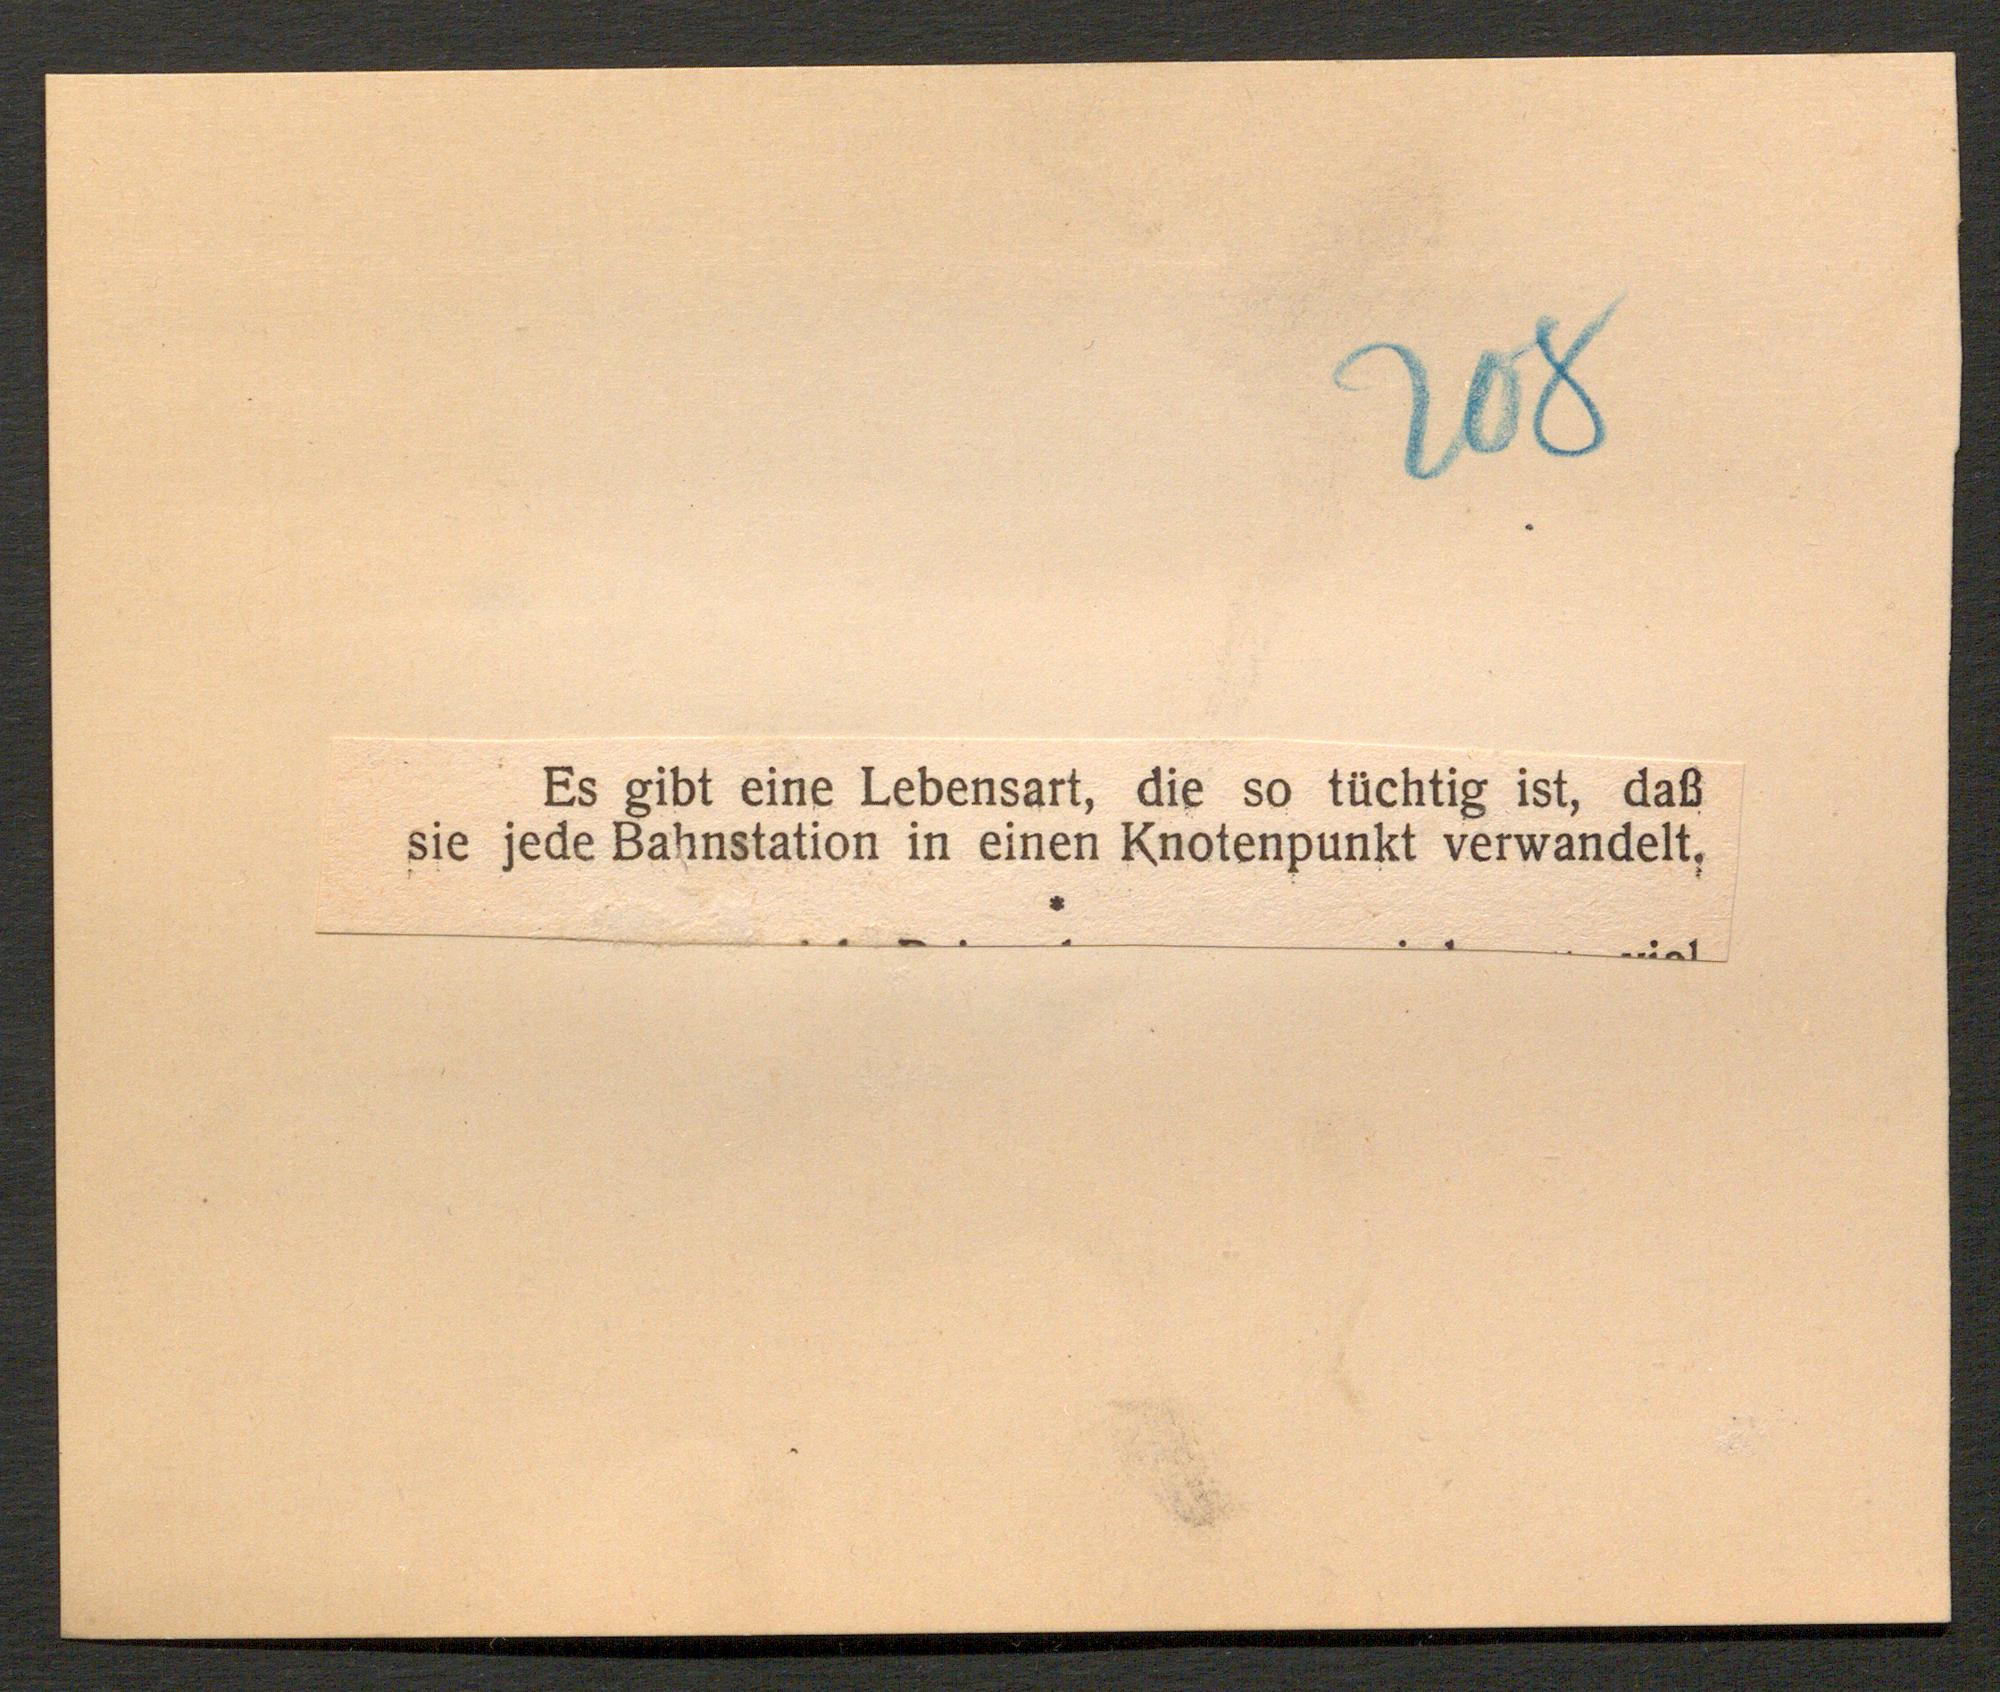 208
Es gibt eine Lebensart, die so tüchtig ist, daß
sie jede Bahnstation in einen Knotenpunkt verwandelt.
*